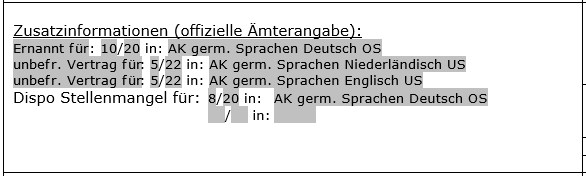 Zusatzinformationen (offizielle Ämterangabe):
Ernannt für: 10/20 in: AK germ. Sprachen Deutsch OS
unbefr. Vertrag für: 5/22 in: AK germ. Sprachen Niederländisch US
unbefr. Vertrag für: 5/22 in: AK germ. Sprachen Englisch US
Dispo Stellenmangel für: 8/20 in: AK germ. Sprachen Deutsch OS
/ in: